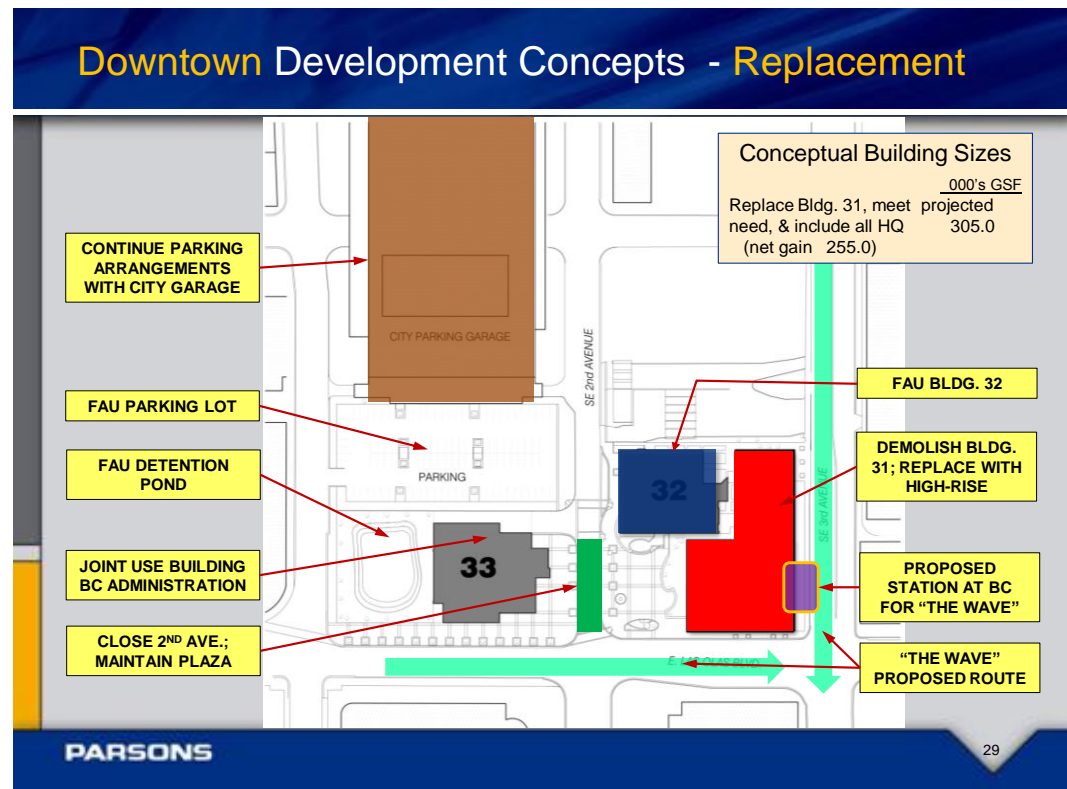 Downtown Development Concepts - Replacement
Conceptual Building Sizes
000's GSF
Replace Bldg. 31, meet projected
need, & include all HQ 305.0
(net gain 255.0)
CONTINUE PARKING
ARRANGEMENTS
WITH CITY GARAGE
CITY PARKING GARAGE
SE 2nd AVENUE
FAU BLDG. 32
FAU PARKING LOT
DEMOLISH BLDG.
31; REPLACE WITH
HIGH-RISE
FAU DETENTION
POND
PARKING
32
SE 3rd AVENUE
JOINT USE BUILDING
BC ADMINISTRATION
33
PROPOSED
STATION AT BC
FOR “THE WAVE”
CLOSE 2ND AVE.;
MAINTAIN PLAZA
E. LAS OLAS BLVD.
“THE WAVE”
PROPOSED ROUTE
PARSONS
29